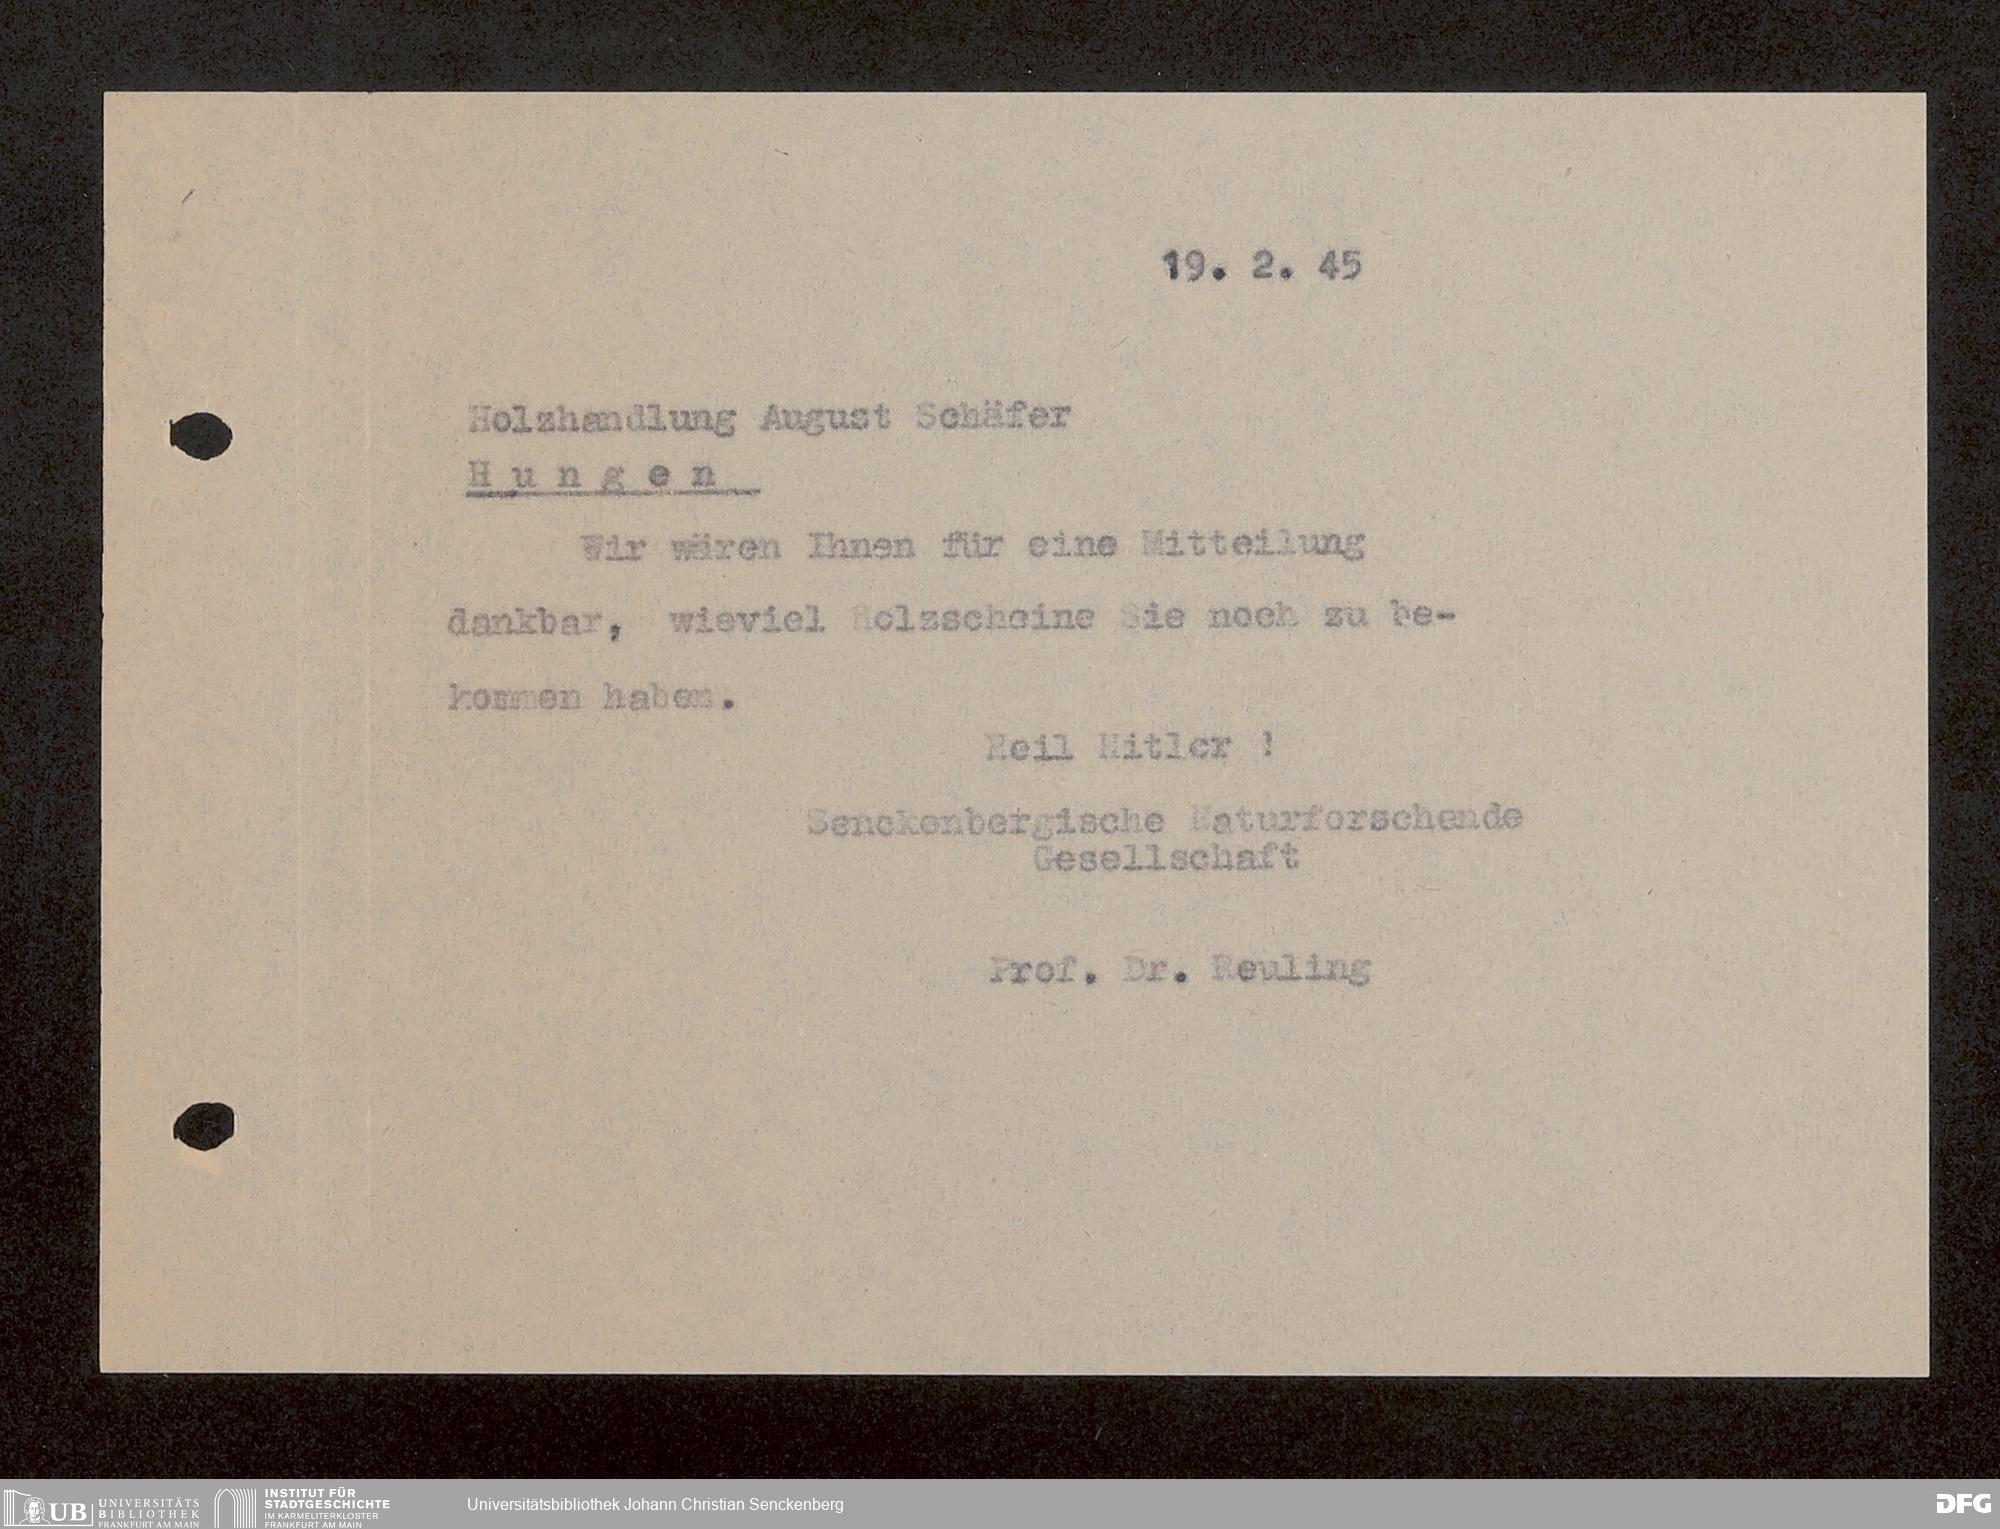 19. 2. 45
Holzhandlung August Schäfer
H u n g e n
Wir wären Ihnen für eine Mitteilung
dankbar, wieviel Holzscheine Sie noch zu be-
kommen haben.
Heil Hitler !
Senckenbergische Naturforschende
Gesellschaft
Prof. Dr. Reuling
UB
UNIVERSITÄTS
BIBLIOTHEK
FRANKFURT AM MAIN
INSTITUT FÜR
STADTGESCHICHTE
IM KARMELITERKLOSTER
FRANKFURT AM MAIN
Universitätsbibliothek Johann Christian Senckenberg
DFG